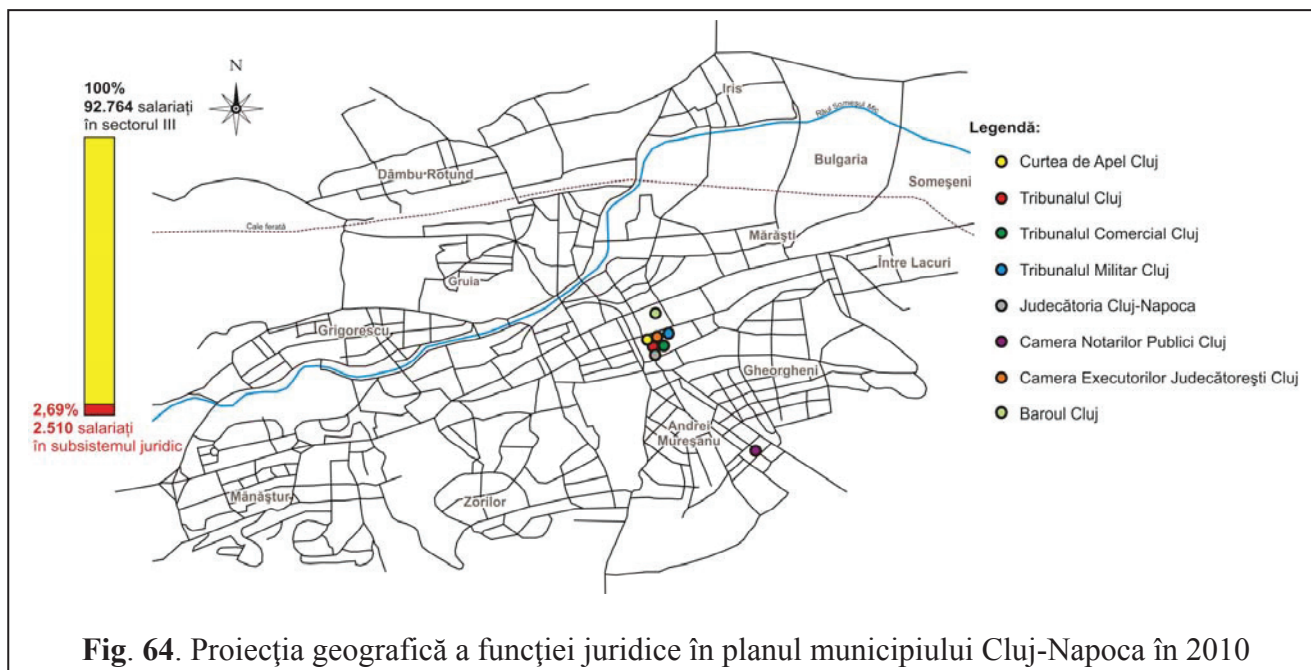 100%
92.764 salariaţi
în sectorul III
N
2,69%
2.510 salariaţi
în subsistemul juridic
Iris
Râul Someşul Mic
Bulgaria
Someşeni
Dâmbu Rotund
Cale ferată
Mărăşti
Între Lacuri
Gruia
Grigorescu
Gheorgheni
Andrei
Mureşanu
Mănăştur
Zorilor
Legendă:
Curtea de Apel Cluj
Tribunalul Cluj
Tribunalul Comercial Cluj
Tribunalul Militar Cluj
Judecătoria Cluj-Napoca
Camera Notarilor Publici Cluj
Camera Executorilor Judecătoreşti Cluj
Baroul Cluj
Fig. 64. Proiecţia geografică a funcţiei juridice în planul municipiului Cluj-Napoca în 2010